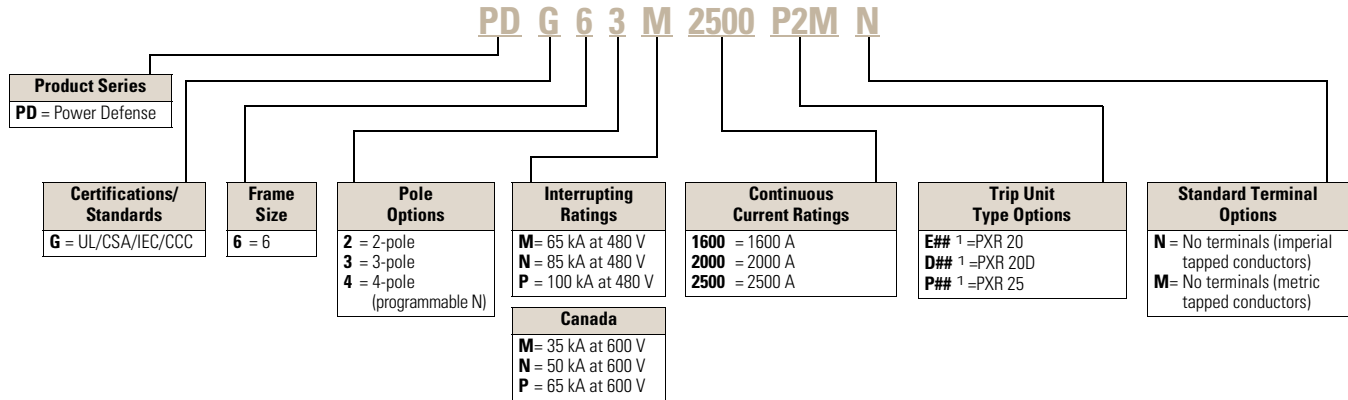 PD G 6 3 M 2500 P2M N
Product Series
PD = Power Defense
Certifications/
Standards
G = UL/CSA/IEC/CCC
Frame
Size
6 = 6
Pole
Options
2 = 2-pole
3 = 3-pole
4 = 4-pole
(programmable N)
Interrupting
Ratings
M= 65 kA at 480 V
N = 85 kA at 480 V
P = 100 kA at 480 V
Canada
M= 35 kA at 600 V
N = 50 kA at 600 V
P = 65 kA at 600 V
Continuous
Current Ratings
1600 = 1600 A
2000 = 2000 A
2500 = 2500 A
Trip Unit
Type Options
E## 1 =PXR 20
D## 1 =PXR 20D
P## 1 =PXR 25
Standard Terminal
Options
N = No terminals (imperial
tapped conductors)
M= No terminals (metric
tapped conductors)